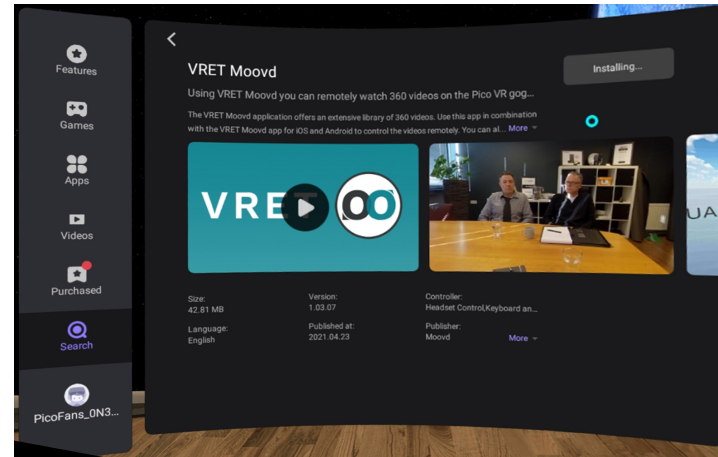 Features
Games
Apps
Videos
Purchased
Search
PicoFans_0N3...
VRET Moovd
Installing...
Using VRET Moovd you can remotely watch 360 videos on the Pico VR gog...
The VRET Moovd application offers an extensive library of 360 videos. Use this app in combination
with the VRET Moovd app for iOS and Android to control the videos remotely. You can al... More
VRET
UA
Size:
42.81 MB
Version:
1.03.07
Controller:
Headset Control,Keyboard an...
Language:
English
Published at:
2021.04.23
Publisher:
Moovd
More